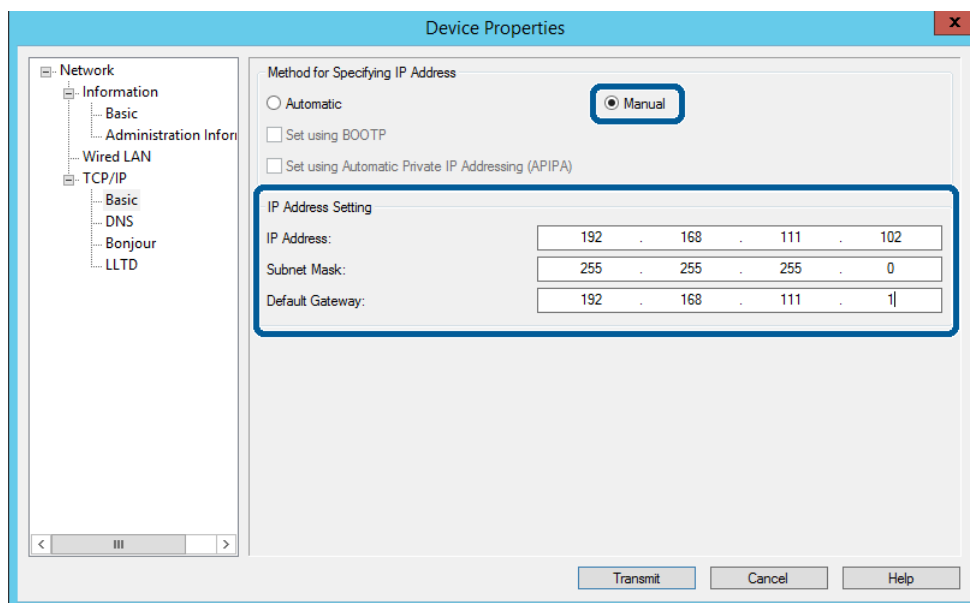 Device Properties
x
Network
Information
Basic
Administration Infor
Wired LAN
TCP/IP
Basic
DNS
Bonjour
LLTD
Method for Specifying IP Address
Automatic
Manual
Set using BOOTP
Set using Automatic Private IP Addressing (APIPA)
IP Address Setting
IP Address: 192 . 168 . 111 . 102
Subnet Mask: 255 . 255 . 255 . 0
Default Gateway: 192 . 168 . 111 . 1
Transmit Cancel Help